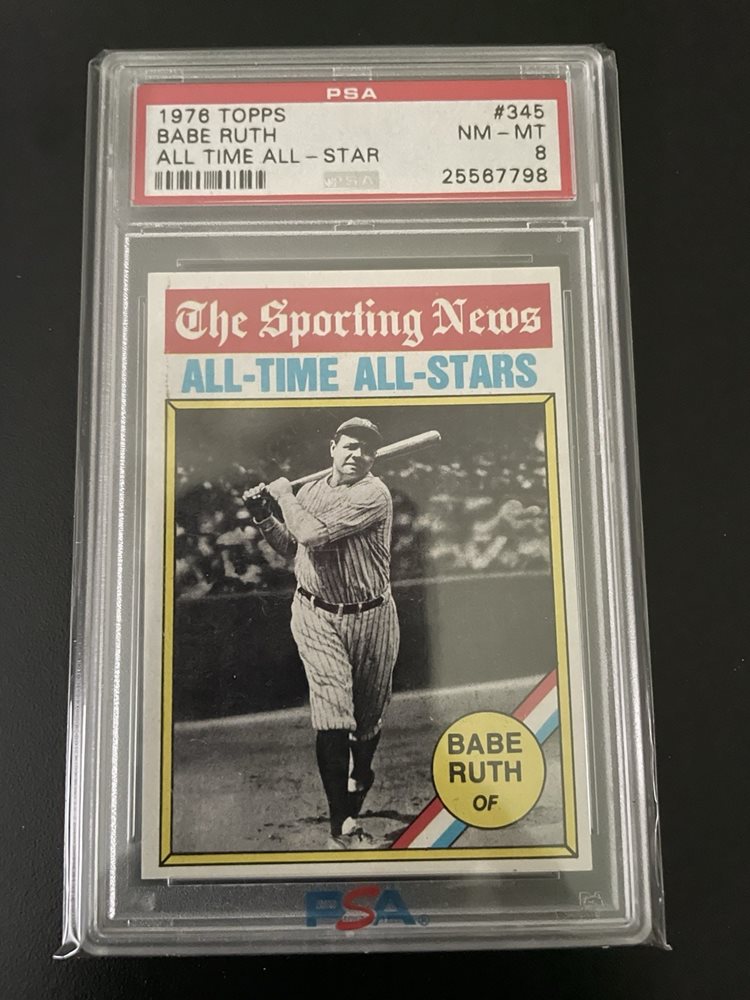 PSA
1976 TOPPS #345
BABE RUTH NM - MT
ALL TIME ALL - STAR 8
PSA 25567798
The Sporting News
ALL-TIME ALL-STARS
BABE
RUTH
OF
PSA®